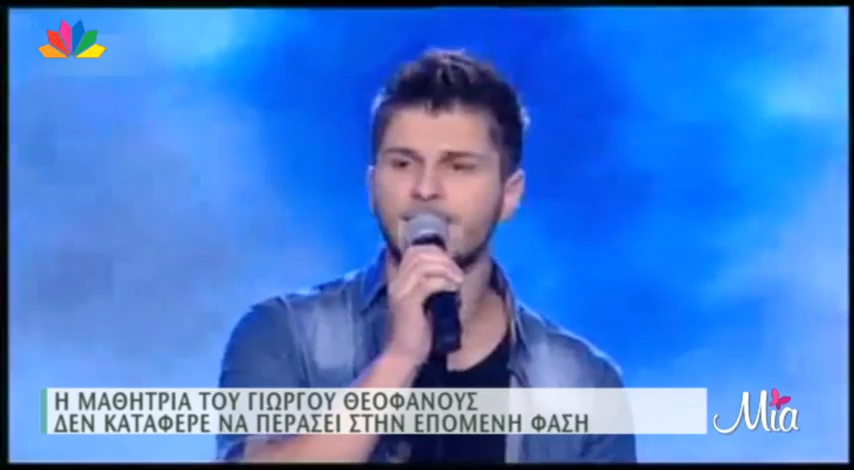 Η ΜΑΘΗΤΡΙΑ ΤΟΥ ΓΙΩΡΓΟΥ ΘΕΟΦΑΝΟΥΣ
ΔΕΝ ΚΑΤΑΦΕΡΕ ΝΑ ΠΕΡΑΣΕΙ ΣΤΗΝ ΕΠΟΜΕΝΗ ΦΑΣΗ
Μία